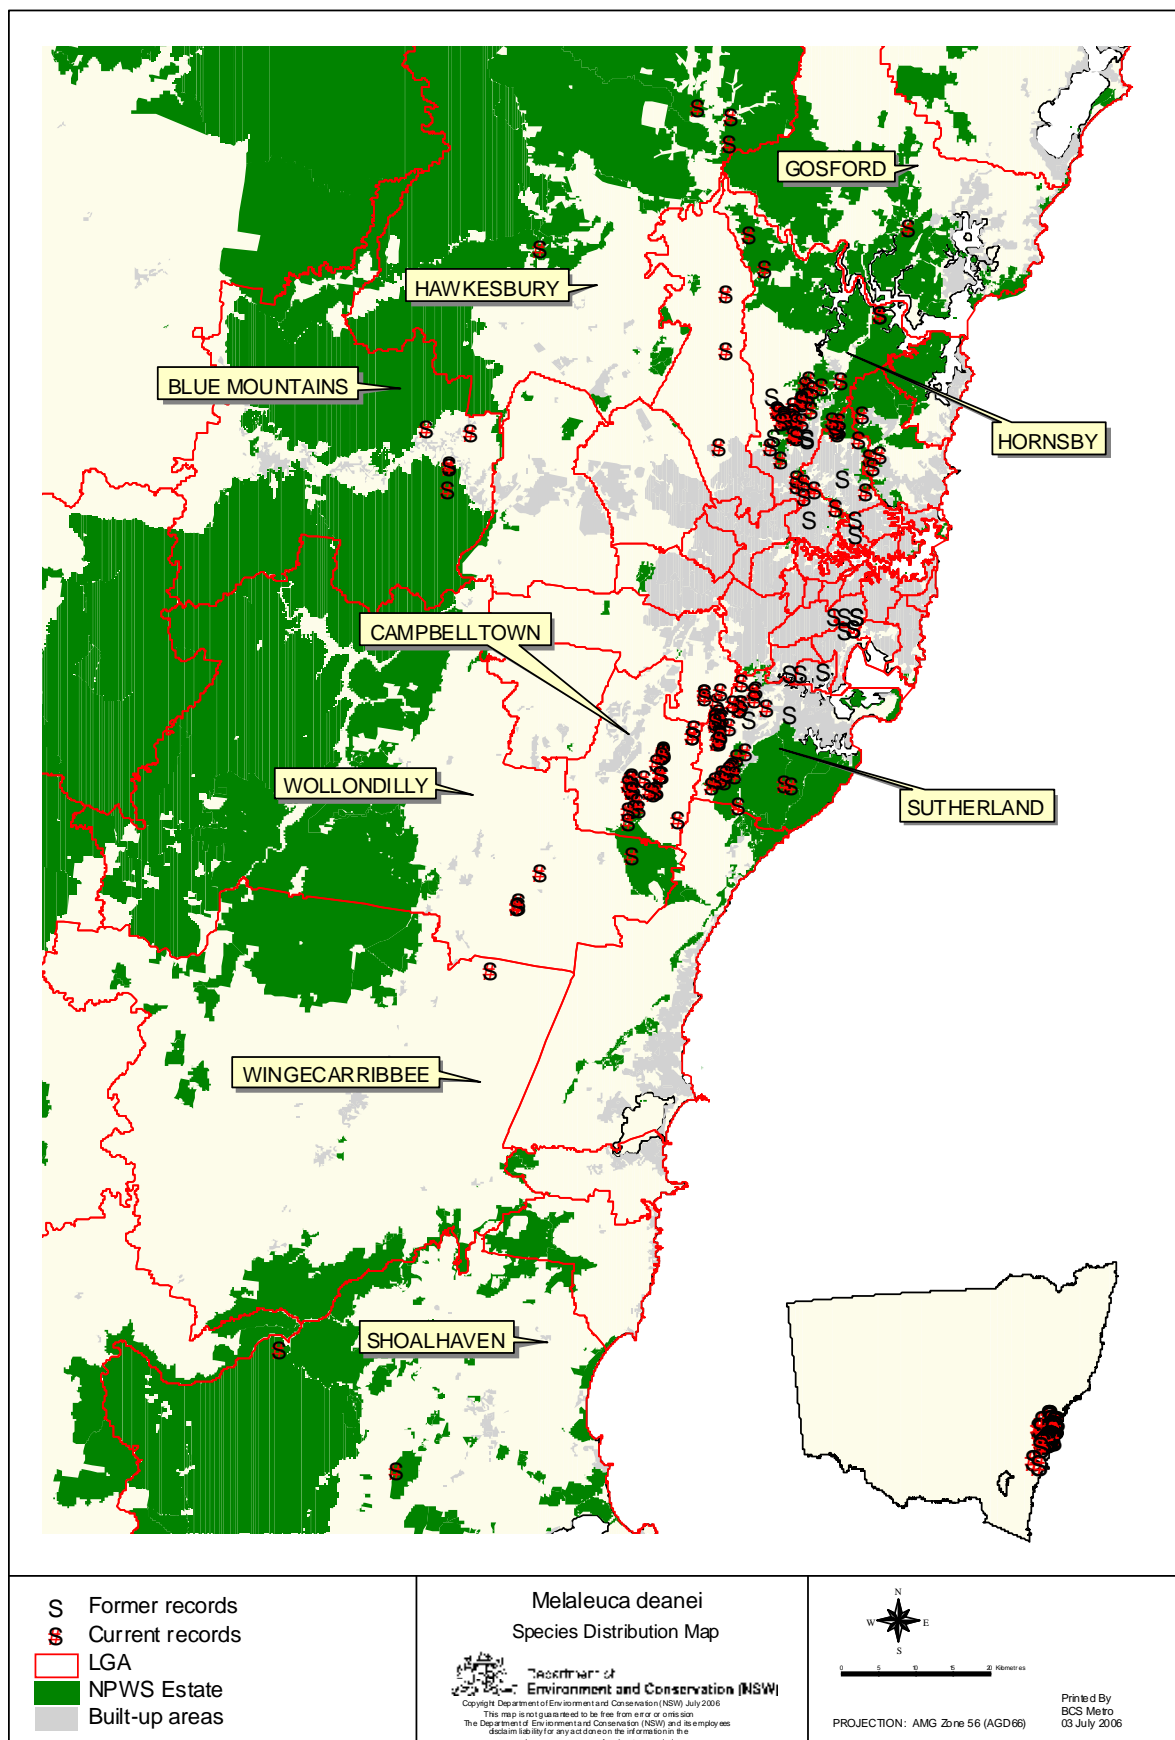 GOSFORD
HAWKESBURY
BLUE MOUNTAINS
HORNSBY
CAMPBELLTOWN
WOLLONDILLY
SUTHERLAND
WINGECARRIBBEE
SHOALHAVEN
S Former records
S Current records
LGA
NPWS Estate
Built-up areas
Melaleuca deanei
Species Distribution Map
Department of
Environment and Conservation (NSW)
Copyright Department of Environment and Conservation (NSW) July 2006
This map is not guaranteed to be free from error or omission
The Department of Environment and Conservation (NSW) and its employees
disclaim liability for any act done on the information in the
N
W E
S
0 5 10 15 20 Kilometres
PROJECTION: AMG Zone 56 (AGD66)
Printed By
BCS Metro
03 July 2006